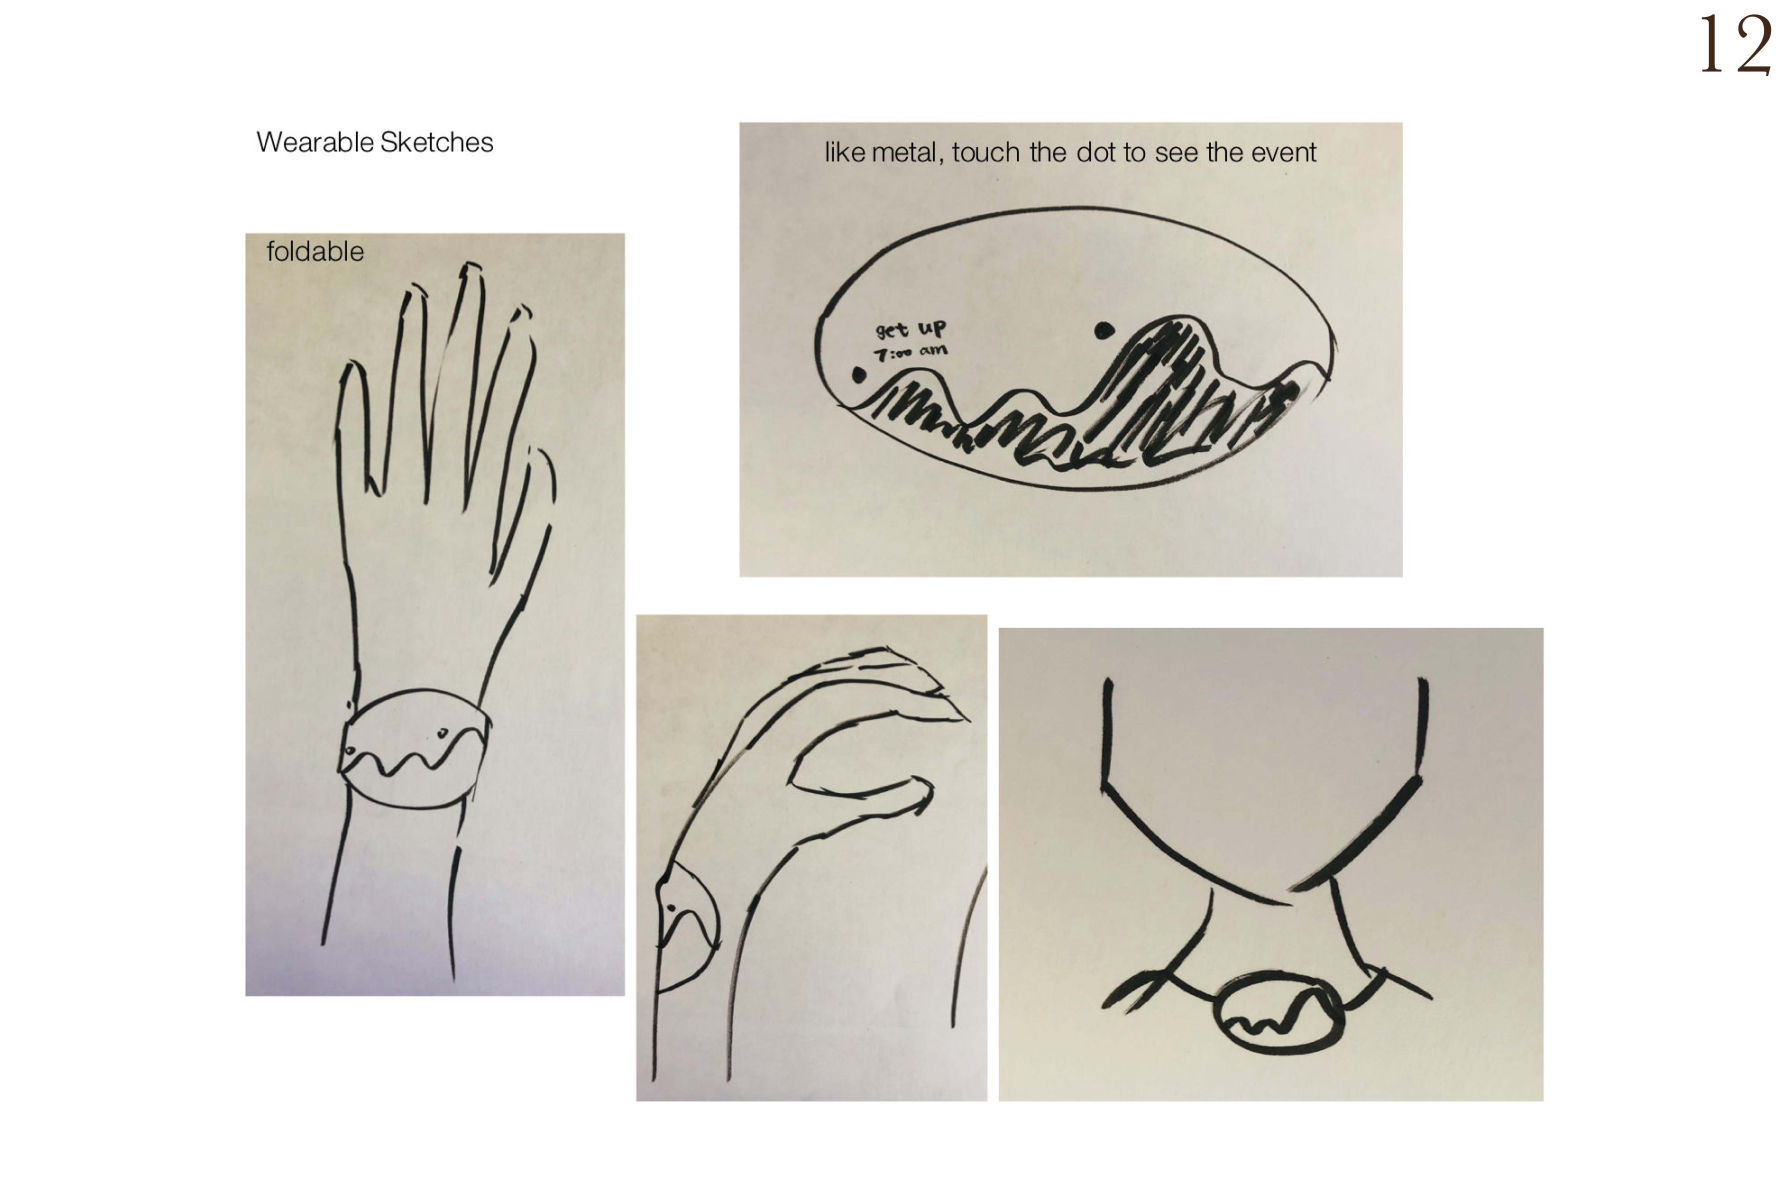 12
Wearable Sketches
like metal, touch the dot to see the event
foldable
get up
7:00 am